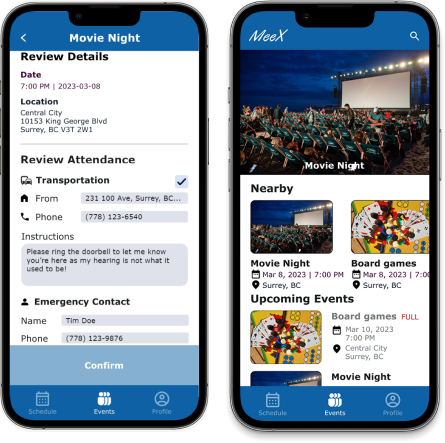 Movie Night
Review Details
Date
7:00 PM | 2023-03-08
Location
Central City
10153 King George Blvd
Surrey, BC V3T 2W1
Review Attendance
Transportation
From 231 100 Ave, Surrey, BC...
Phone (778) 123-6540
Instructions
Please ring the doorbell to let me know
you're here as my hearing is not what it
used to be!
Emergency Contact
Name Tim Doe
Phone (778) 123-9876
Confirm
Schedule Events Profile
MeeX
Movie Night
Nearby
Movie Night
Mar 8, 2023 | 7:00 PM
Surrey, BC
Board games
Mar 8, 2023 | 7:0
Surrey, BC
Upcoming Events
Board games FULL
Mar 10, 2023
7:00 PM
Central City
Surrey, BC
Movie Night
Schedule Events Profile